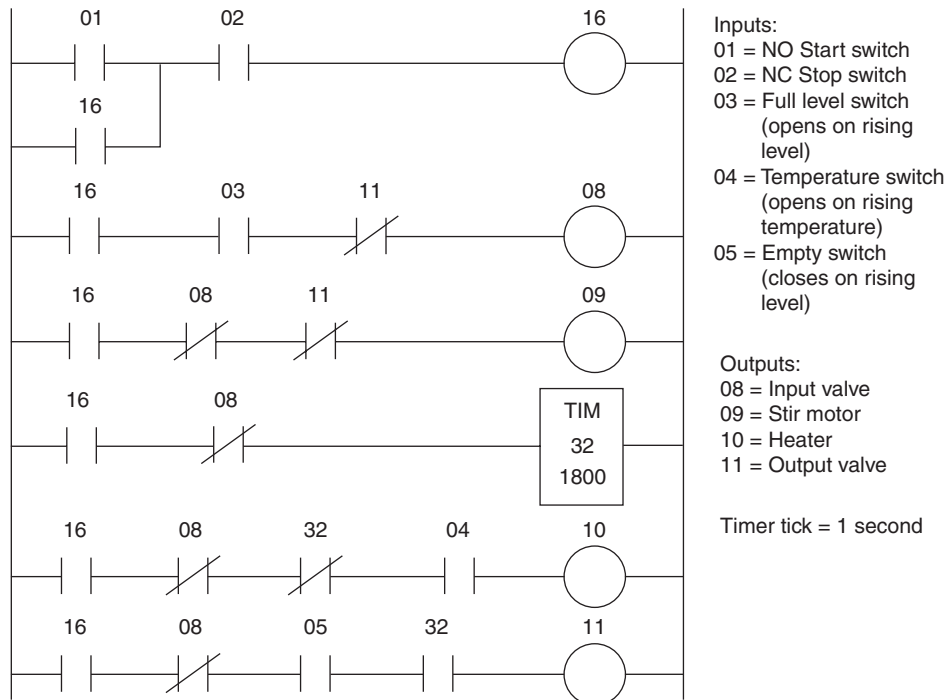 01 02 16
16
16 03 11 08
16 08 11 09
16 08
TIM
32
1800
16 08 32 04 10
16 08 05 32 11
Inputs:
01 = NO Start switch
02 = NC Stop switch
03 = Full level switch
(opens on rising
level)
04 = Temperature switch
(opens on rising
temperature)
05 = Empty switch
(closes on rising
level)
Outputs:
08 = Input valve
09 = Stir motor
10 = Heater
11 = Output valve
Timer tick = 1 second